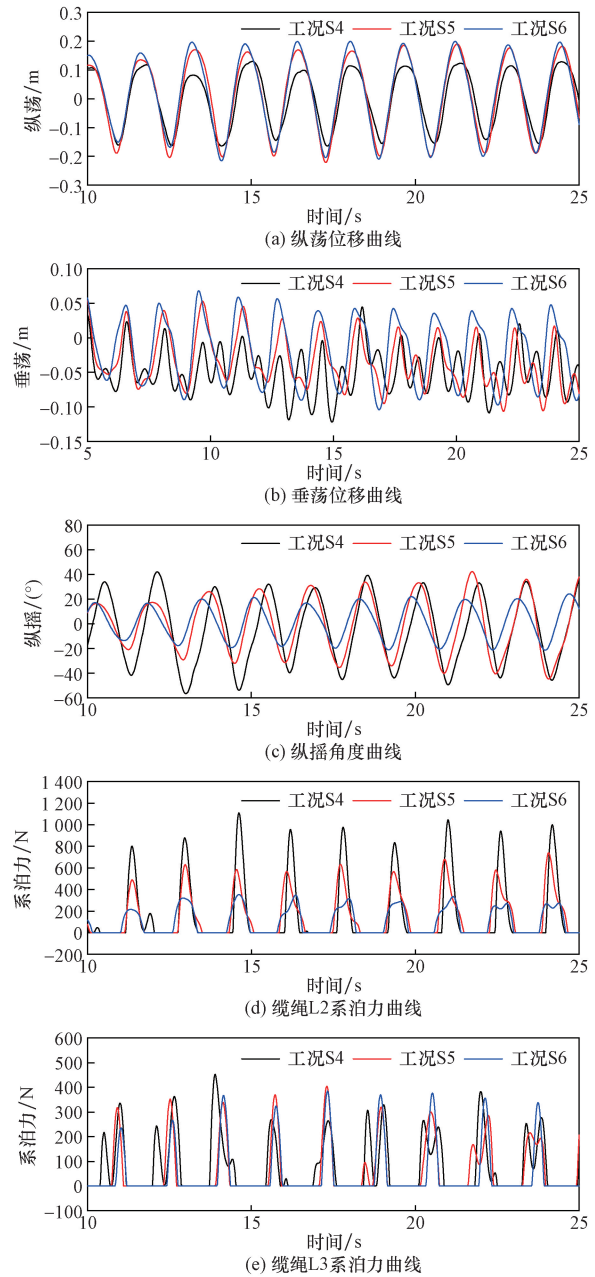 0.3
0.2
0.1
0
–0.1
–0.2
–0.3
纵荡/m
工况S4 工况S5 工况S6
10 15 20 25
时间/s
(a) 纵荡位移曲线
0.10
0.05
0
–0.05
–0.10
–0.15
垂荡/m
工况S4 工况S5 工况S6
5 10 15 20 25
时间/s
(b) 垂荡位移曲线
80
60
40
20
0
–20
–40
–60
纵摇/(°)
工况S4 工况S5 工况S6
10 15 20 25
时间/s
(c) 纵摇角度曲线
1 400
1 200
1 000
800
600
400
200
0
–200
系泊力/N
工况S4 工况S5 工况S6
10 15 20 25
时间/s
(d) 缆绳L2系泊力曲线
600
500
400
300
200
100
0
–100
系泊力/N
工况S4 工况S5 工况S6
10 15 20 25
时间/s
(e) 缆绳L3系泊力曲线